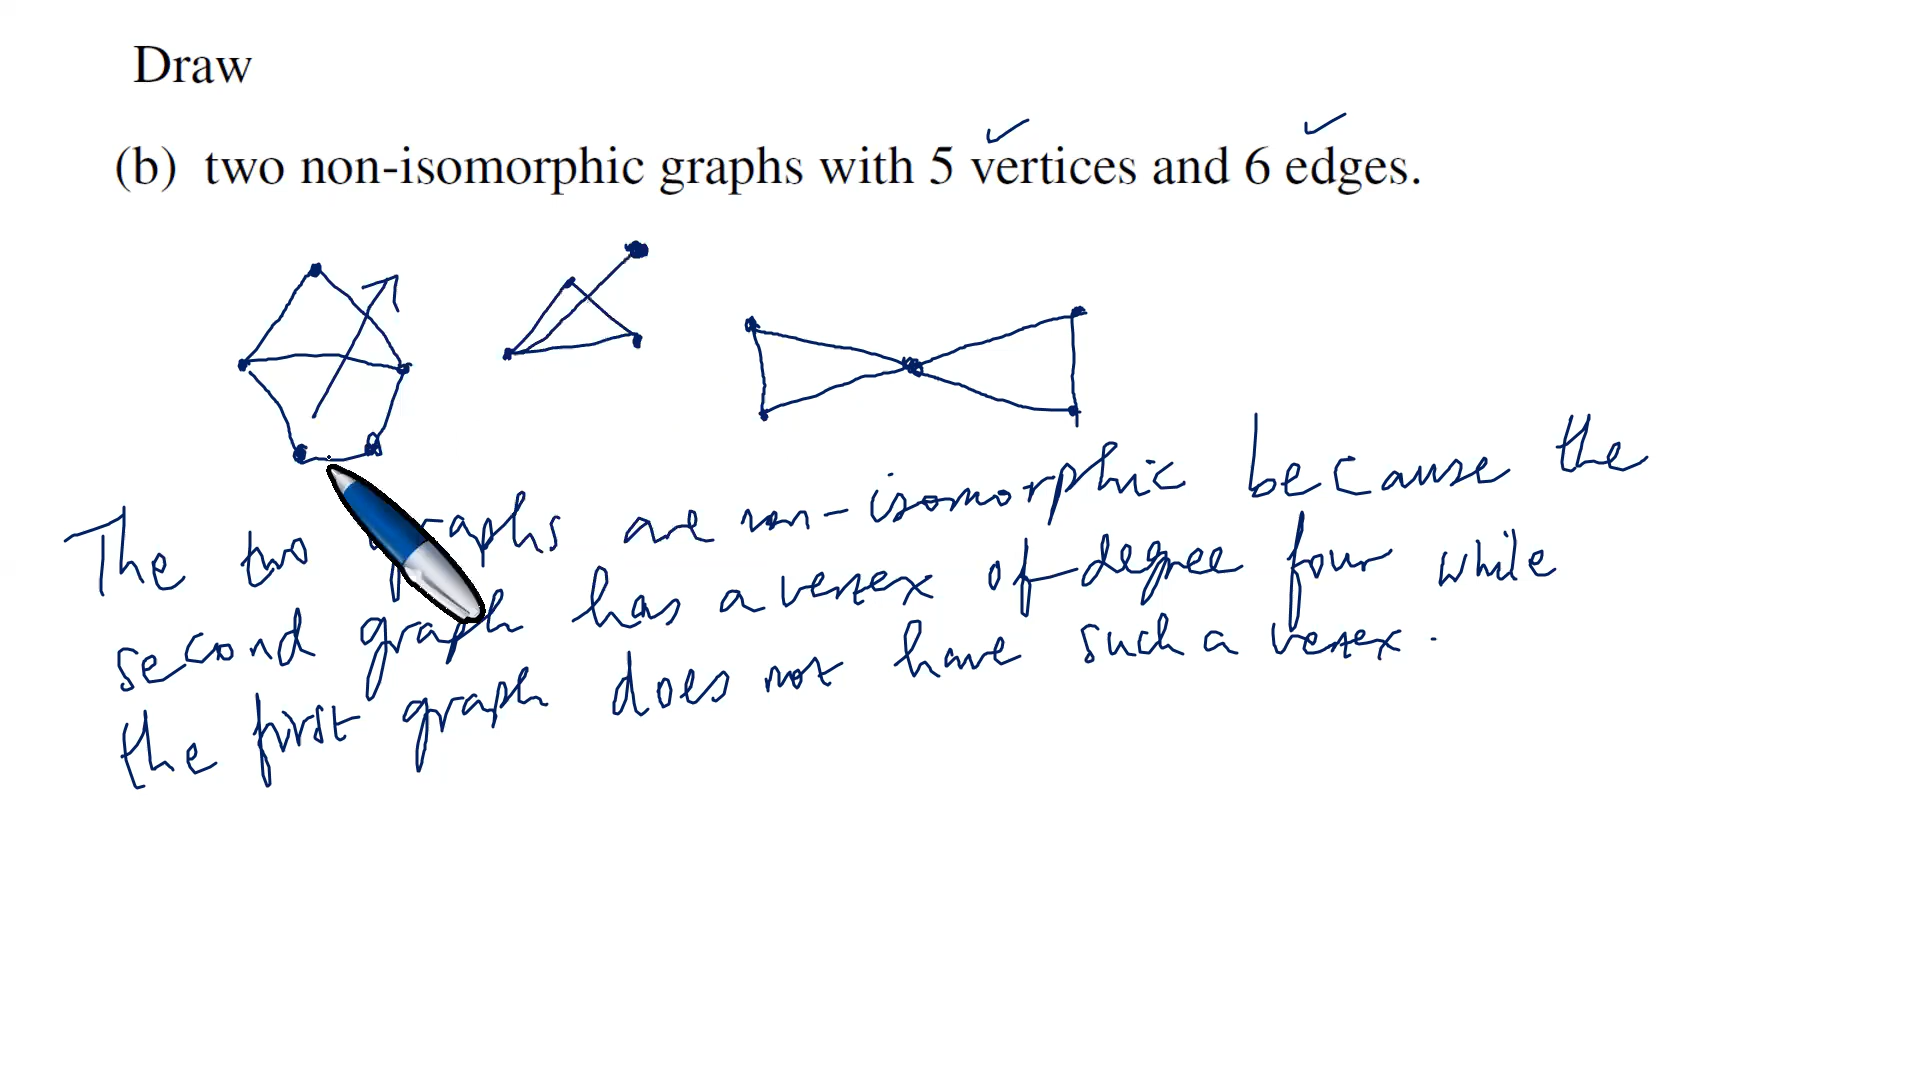 Draw
(b) two non-isomorphic graphs with 5 vertices and 6 edges.
The two graphs are non-isomorphic because the
second graph has a vertex of degree four while
the first graph does not have such a vertex.